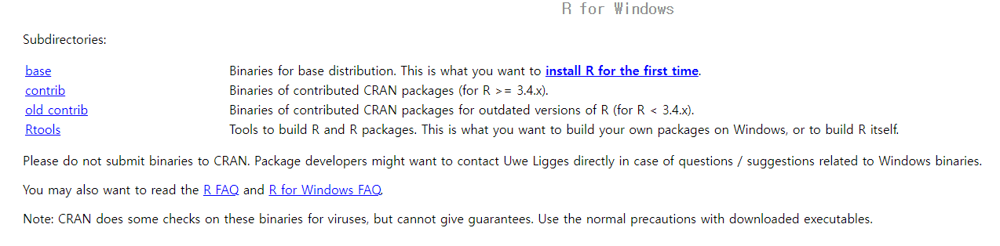 R for Windows
Subdirectories:
base Binaries for base distribution. This is what you want to install R for the first time.
contrib Binaries of contributed CRAN packages (for R >= 3.4.x).
old contrib Binaries of contributed CRAN packages for outdated versions of R (for R < 3.4.x).
Rtools Tools to build R and R packages. This is what you want to build your own packages on Windows, or to build R itself.
Please do not submit binaries to CRAN. Package developers might want to contact Uwe Ligges directly in case of questions / suggestions related to Windows binaries.
You may also want to read the R FAQ and R for Windows FAQ.
Note: CRAN does some checks on these binaries for viruses, but cannot give guarantees. Use the normal precautions with downloaded executables.